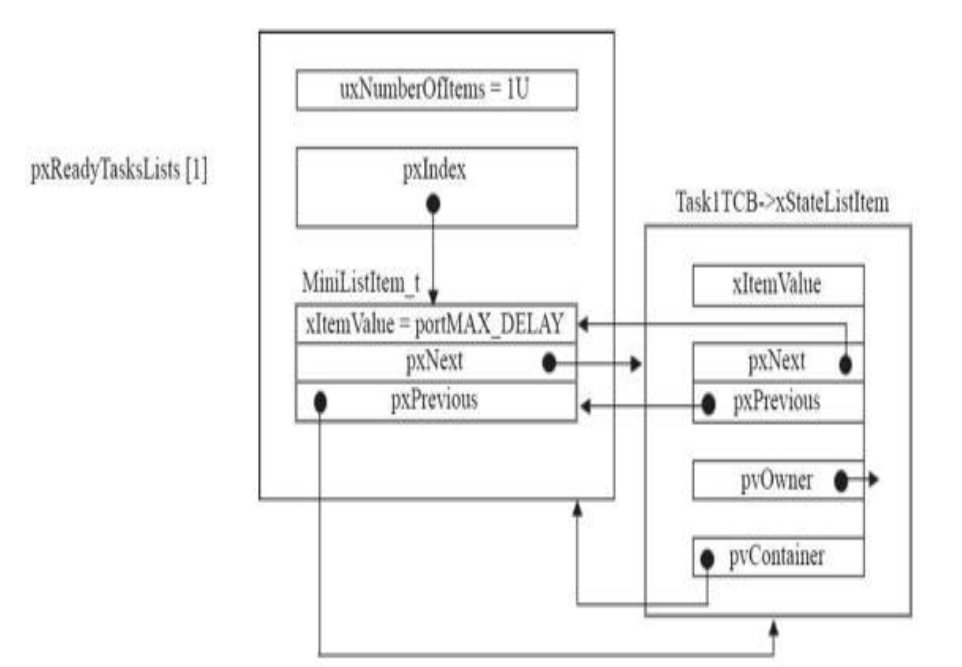 uxNumberOfItems = 1U
pxReadyTasksLists [1]
pxIndex
Task1TCB->xStateListItem
MiniListItem_t
xItemValue
xItemValue = portMAX_DELAY
pxNext
pxNext
pxPrevious
pxPrevious
pvOwner
pvContainer